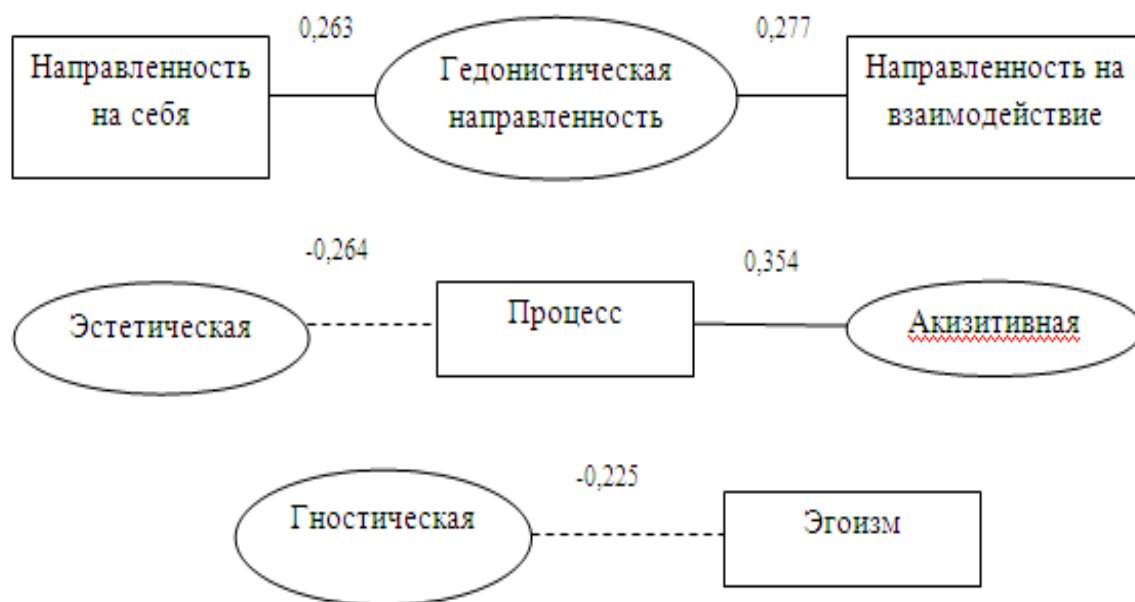 0,263
0,277
Направленность
на себя
Гедонистическая
направленность
Направленность на
взаимодействие
-0,264
0,354
Эстетическая
Процесс
Акизитивная
-0,225
Гностическая
Эгоизм